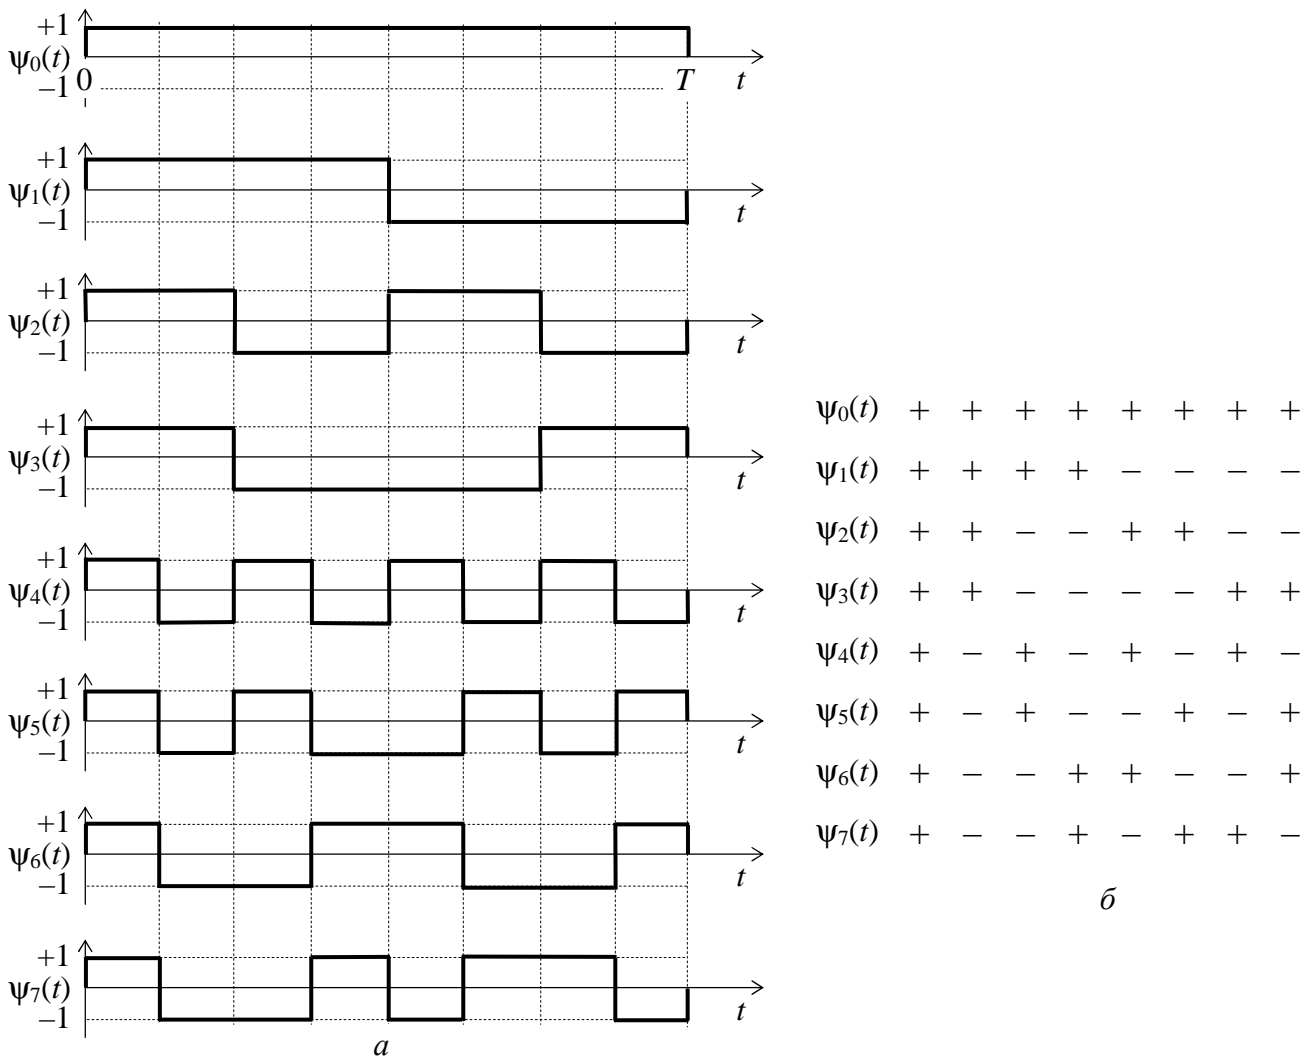 +1
ψ0(t)
−1 0 T t
+1
ψ1(t)
−1 t
+1
ψ2(t)
−1 t
+1
ψ3(t)
−1 t
+1
ψ4(t)
−1 t
+1
ψ5(t)
−1 t
+1
ψ6(t)
−1 t
+1
ψ7(t)
−1 t
а
ψ0(t) + + + + + + + +
ψ1(t) + + + + − − − −
ψ2(t) + + − − + + − −
ψ3(t) + + − − − − + +
ψ4(t) + − + − + − + −
ψ5(t) + − + − − + − +
ψ6(t) + − − + + − − +
ψ7(t) + − − + − + + −
б